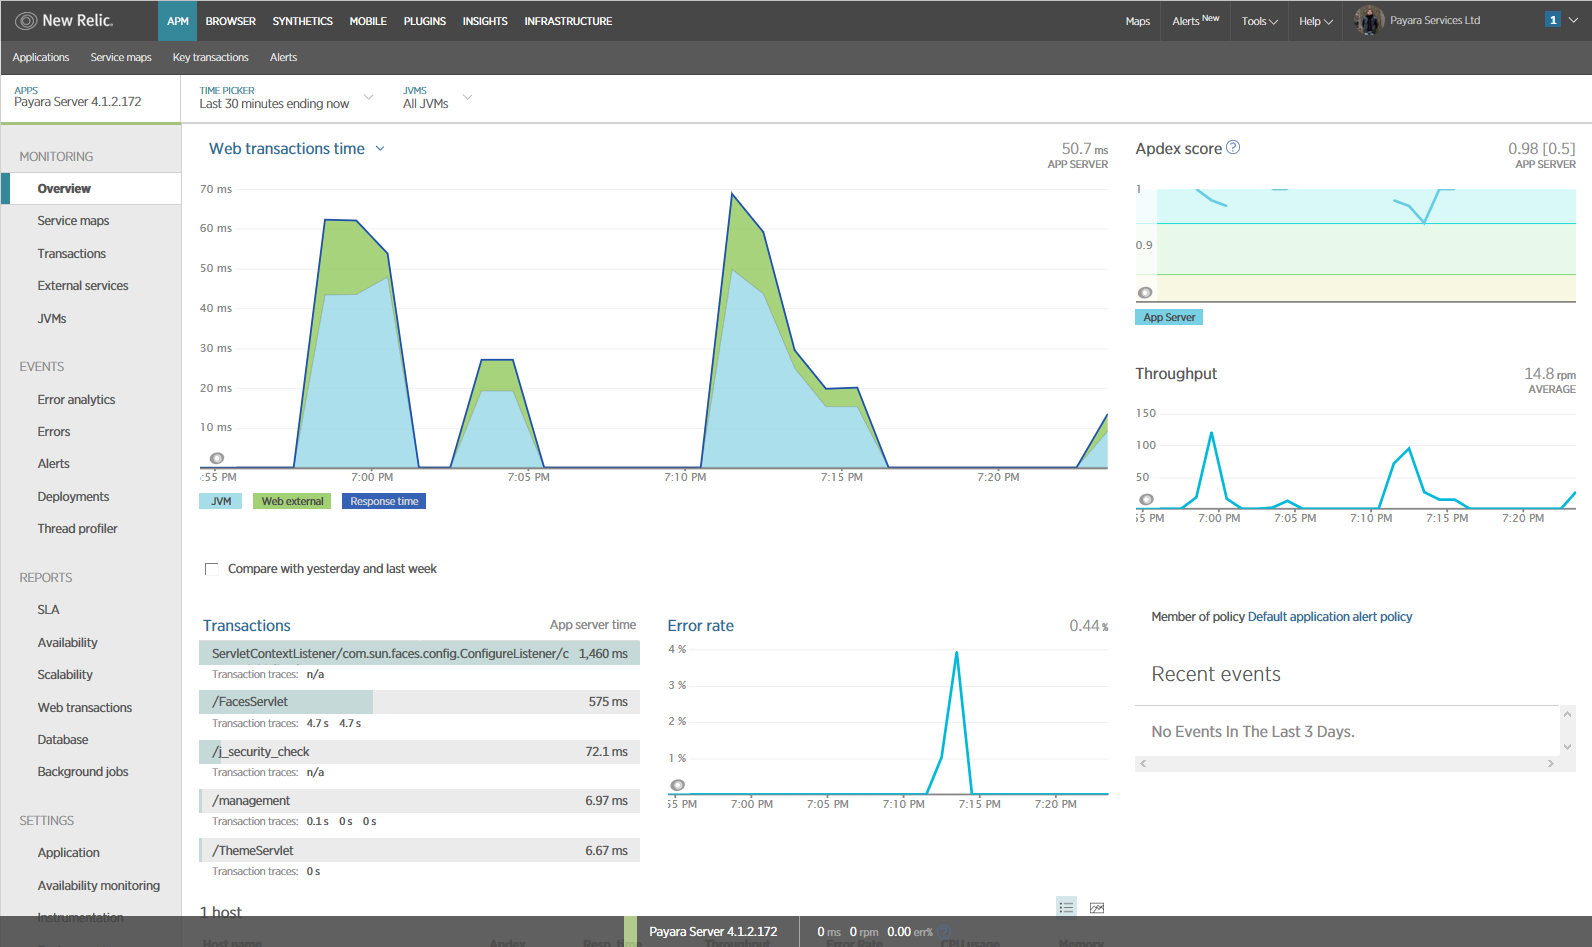 New Relic.
APM BROWSER SYNTHETICS MOBILE PLUGINS INSIGHTS INFRASTRUCTURE
Maps Alerts New Tools Help Payara Services Ltd 1
Applications Service maps Key transactions Alerts
APPS
Payara Server 4.1.2.172
TIME PICKER
Last 30 minutes ending now
JVMS
All JVMs
MONITORING
Overview
Service maps
Transactions
External services
JVMs
EVENTS
Error analytics
Errors
Alerts
Deployments
Thread profiler
REPORTS
SLA
Availability
Scalability
Web transactions
Database
Background jobs
SETTINGS
Application
Availability monitoring
Instrumentation
Web transactions time
50.7 ms
APP SERVER
70 ms
60 ms
50 ms
40 ms
30 ms
20 ms
10 ms
:55 PM 7:00 PM 7:05 PM 7:10 PM 7:15 PM 7:20 PM
JVM Web external Response time
Compare with yesterday and last week
Apdex score ?
0.98 [0.5]
APP SERVER
1
0.9
App Server
Throughput
14.8 rpm
AVERAGE
150
100
50
55 PM 7:00 PM 7:05 PM 7:10 PM 7:15 PM 7:20 PM
Transactions App server time
ServletContextListener/com.sun.faces.config.ConfigureListener/c 1,460 ms
Transaction traces: n/a
/FacesServlet 575 ms
Transaction traces: 4.7 s 4.7 s
/j_security_check 72.1 ms
Transaction traces: n/a
/management 6.97 ms
Transaction traces: 0.1 s 0 s 0 s
/ThemeServlet 6.67 ms
Transaction traces: 0 s
Error rate 0.44 %
4 %
3 %
2 %
1 %
55 PM 7:00 PM 7:05 PM 7:10 PM 7:15 PM 7:20 PM
Member of policy Default application alert policy
Recent events
No Events In The Last 3 Days.
1 host
Host name Apdex Resp. time Throughput Error Rate CPU usage Memory
Payara Server 4.1.2.172 0 ms 0 rpm 0.00 err%